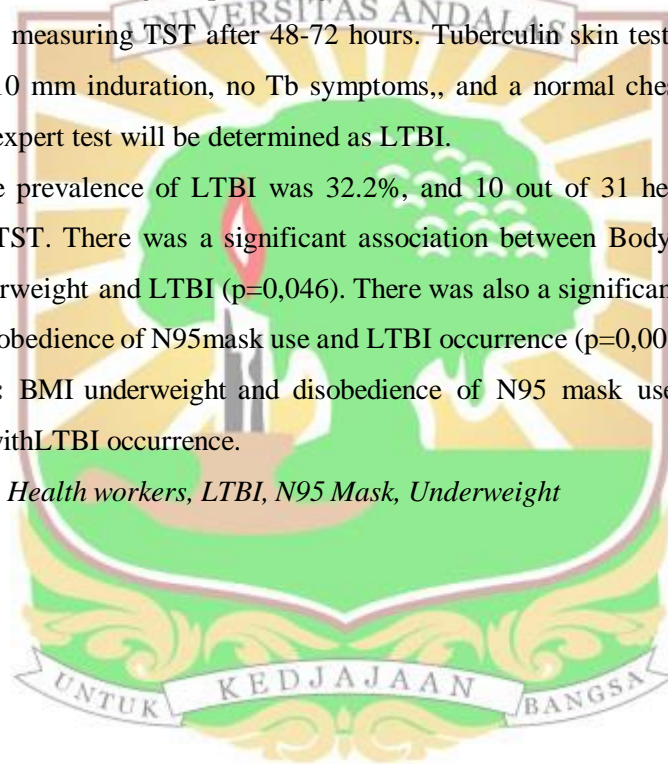 UNIVERSITAS ANDALAS
measuring TST after 48-72 hours. Tuberculin skin test
10 mm induration, no Tb symptoms,, and a normal ches
expert test will be determined as LTBI.
e prevalence of LTBI was 32.2%, and 10 out of 31 he
TST. There was a significant association between Body
rweight and LTBI (p=0,046). There was also a significan
obedience of N95mask use and LTBI occurrence (p=0,00
: BMI underweight and disobedience of N95 mask use
withLTBI occurrence.
Health workers, LTBI, N95 Mask, Underweight
UNTUK KEDJAJAAN BANGSA